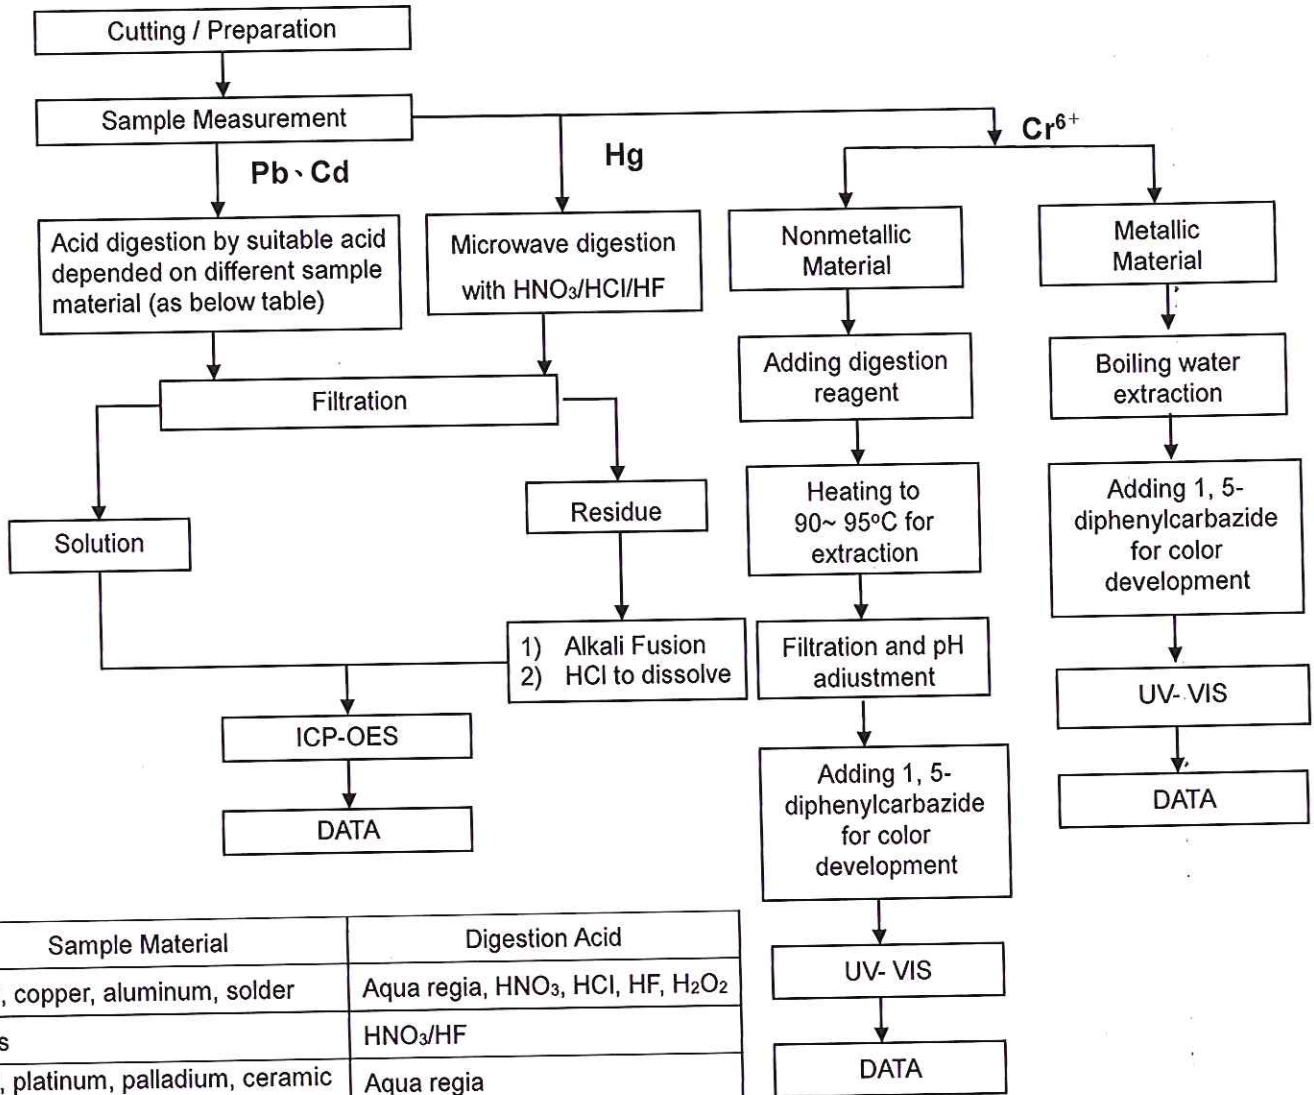 Cutting / Preparation
Sample Measurement
Pb、Cd
Hg
Cr⁶⁺
Acid digestion by suitable acid
depended on different sample
material (as below table)
Microwave digestion
with HNO₃/HCl/HF
Nonmetallic
Material
Metallic
Material
Filtration
Adding digestion
reagent
Boiling water
extraction
Solution
Residue
Heating to
90~ 95°C for
extraction
Adding 1, 5-
diphenylcarbazide
for color
development
1) Alkali Fusion
2) HCl to dissolve
Filtration and pH
adiustment
UV- VIS
ICP-OES
DATA
Adding 1, 5-
diphenylcarbazide
for color
development
DATA
UV- VIS
DATA
Sample Material Digestion Acid
, copper, aluminum, solder Aqua regia, HNO₃, HCl, HF, H₂O₂
s HNO₃/HF
, platinum, palladium, ceramic Aqua regia